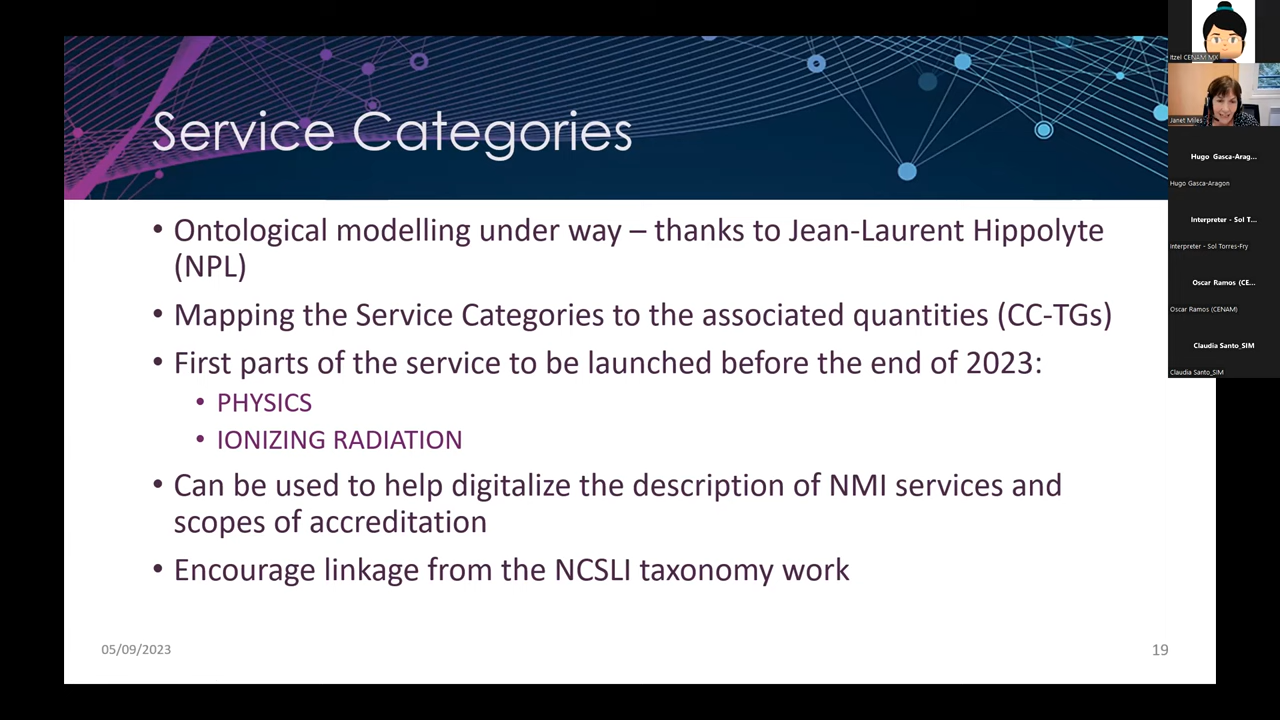 Service Categories
• Ontological modelling under way – thanks to Jean-Laurent Hippolyte
(NPL)
• Mapping the Service Categories to the associated quantities (CC-TGs)
• First parts of the service to be launched before the end of 2023:
• PHYSICS
• IONIZING RADIATION
• Can be used to help digitalize the description of NMI services and
scopes of accreditation
• Encourage linkage from the NCSLI taxonomy work
05/09/2023
19
Itzel CENAM MX
Janet Miles
Hugo Gasca-Arag...
Hugo Gasca-Aragon
Interpreter - Sol T...
Interpreter - Sol Torres-Fry
Oscar Ramos (CE...
Oscar Ramos (CENAM)
Claudia Santo_SIM
Claudia Santo_SIM